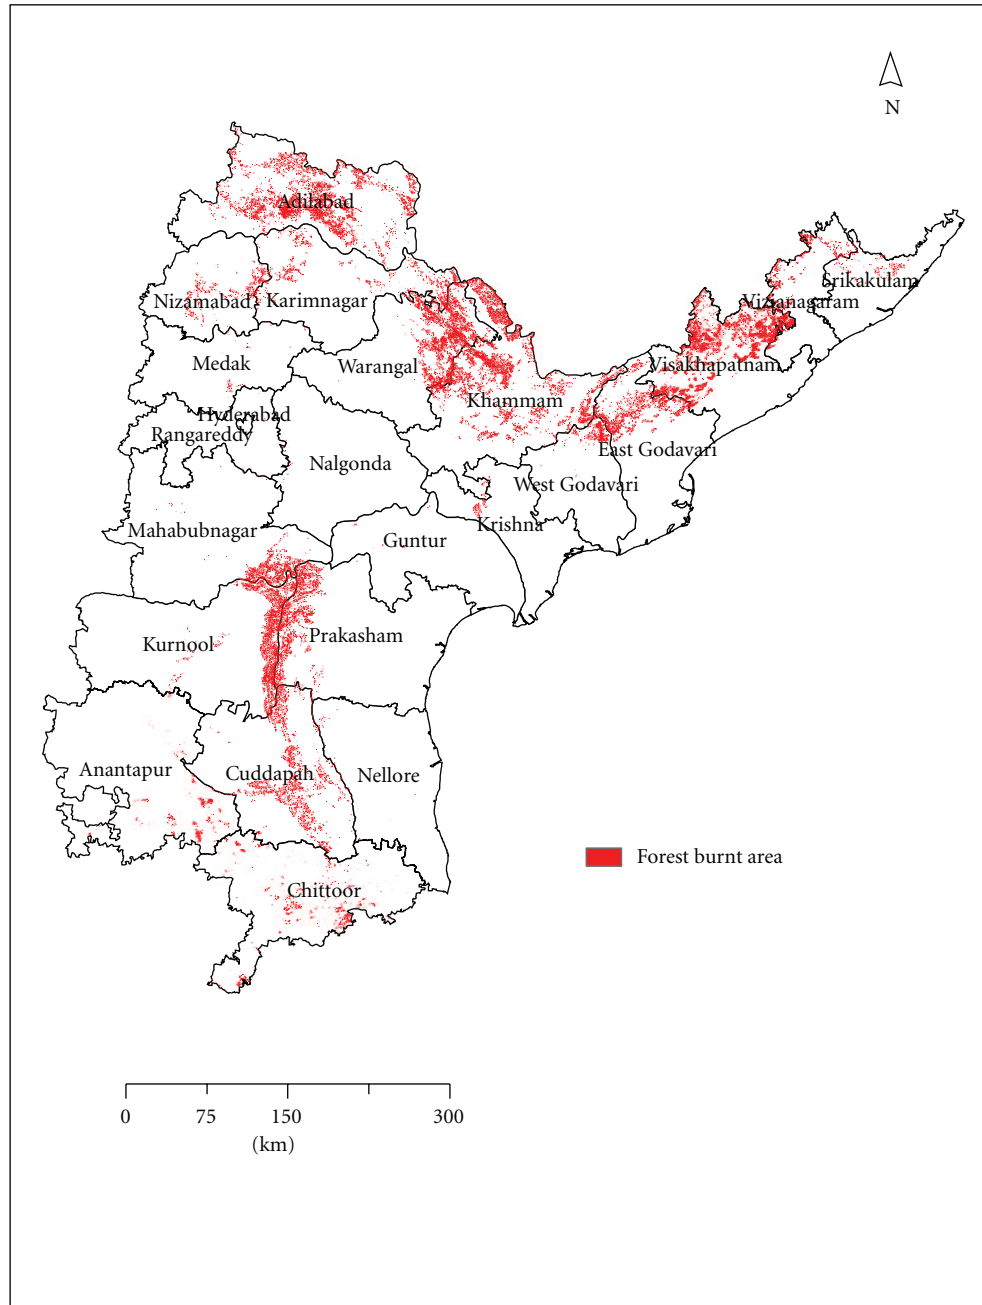 N
Adilabad
Srikakulam
Nizamabad
Karimnagar
Vizianagaram
Medak
Warangal
Visakhapatnam
Khammam
Hyderabad
Rangareddy
East Godavari
Nalgonda
West Godavari
Mahabubnagar
Krishna
Guntur
Kurnool
Prakasham
Anantapur
Cuddapah
Nellore
Forest burnt area
Chittoor
0 75 150 300
(km)